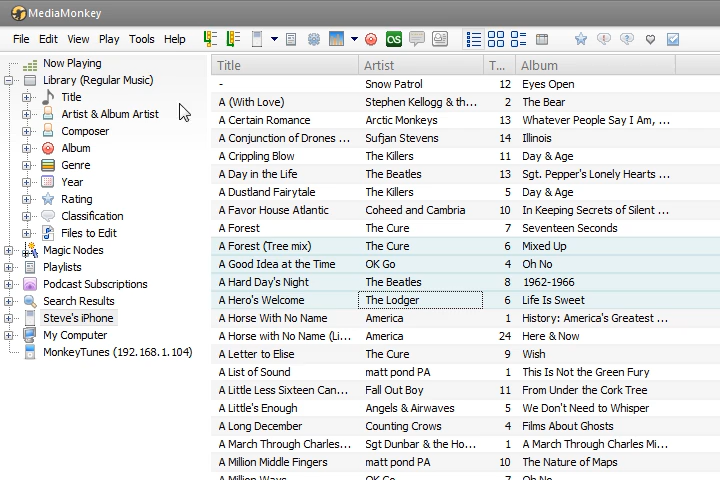 MediaMonkey
File Edit View Play Tools Help
Now Playing
Library (Regular Music)
Title
Artist & Album Artist
Composer
Album
Genre
Year
Rating
Classification
Files to Edit
Magic Nodes
Playlists
Podcast Subscriptions
Search Results
Steve's iPhone
My Computer
MonkeyTunes (192.168.1.104)
Title Artist T... Album
- Snow Patrol 12 Eyes Open
A (With Love) Stephen Kellogg & th... 2 The Bear
A Certain Romance Arctic Monkeys 13 Whatever People Say I Am, ...
A Conjunction of Drones ... Sufjan Stevens 14 Illinois
A Crippling Blow The Killers 11 Day & Age
A Day in the Life The Beatles 13 Sgt. Pepper's Lonely Hearts ...
A Dustland Fairytale The Killers 5 Day & Age
A Favor House Atlantic Coheed and Cambria 10 In Keeping Secrets of Silent ...
A Forest The Cure 7 Seventeen Seconds
A Forest (Tree mix) The Cure 6 Mixed Up
A Good Idea at the Time OK Go 4 Oh No
A Hard Day's Night The Beatles 8 1962-1966
A Hero's Welcome The Lodger 6 Life Is Sweet
A Horse With No Name America 1 History: America's Greatest ...
A Horse with No Name (Li... America 24 Here & Now
A Letter to Elise The Cure 9 Wish
A List of Sound matt pond PA 1 This Is Not the Green Fury
A Little Less Sixteen Can... Fall Out Boy 11 From Under the Cork Tree
A Little's Enough Angels & Airwaves 5 We Don't Need to Whisper
A Long December Counting Crows 4 Films About Ghosts
A March Through Charles... Sgt Dunbar & the Ho... 1 A March Through Charles Mi...
A Million Middle Fingers matt pond PA 10 The Nature of Maps
A Million Ways OK Go 7 Oh No